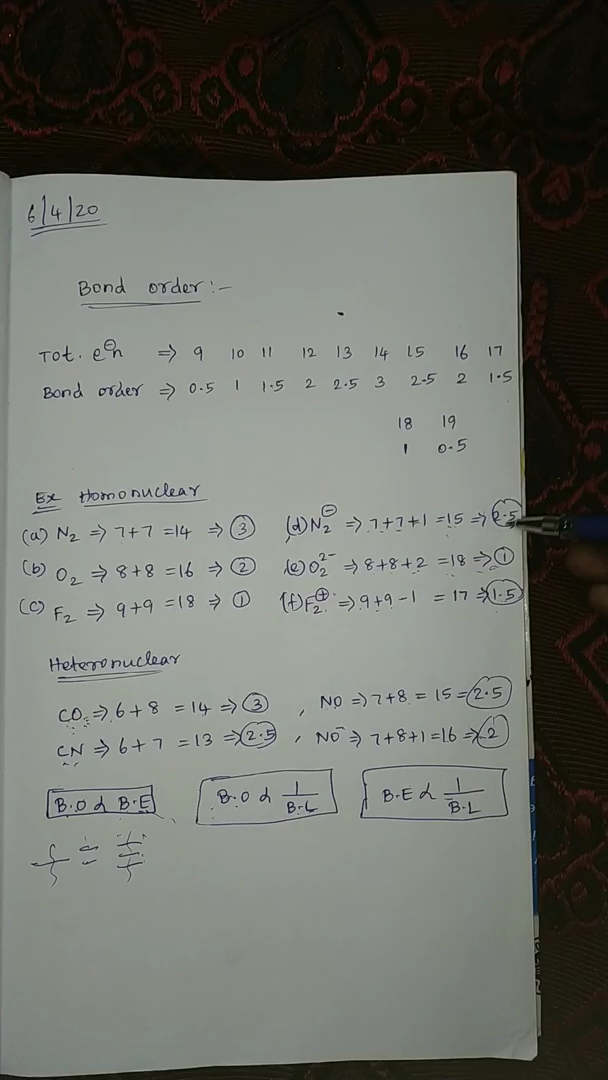 6/4/20
Bond order :-
Tot. e⊖n ⇒ 9 10 11 12 13 14 15 16 17
Bond order ⇒ 0.5 1 1.5 2 2.5 3 2.5 2 1.5
18 19
1 0.5
Ex Homonuclear
(a) N₂ ⇒ 7+7 =14 ⇒ 3
(d) N₂⊖ ⇒ 7+7+1 =15 ⇒ 2.5
(b) O₂ ⇒ 8+8 =16 ⇒ 2
(e) O₂²⁻ ⇒ 8+8+2 =18 ⇒ 1
(c) F₂ ⇒ 9+9 =18 ⇒ 1
(f) F₂⊕ ⇒ 9+9-1 = 17 ⇒ 1.5
Heteronuclear
CO ⇒ 6+8 =14 ⇒ 3 , NO ⇒ 7+8 = 15 = 2.5
CN ⇒ 6+7 = 13 ⇒ 2.5 , NO⁻ ⇒ 7+8+1=16 ⇒ 2
B.O α B.E
B.O α 1/B.L
B.E α 1/B.L